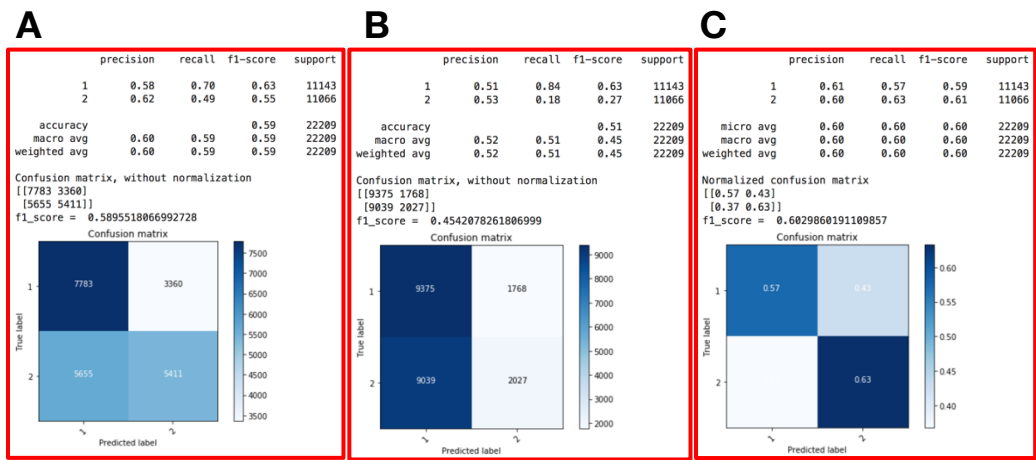 A
precision recall f1-score support
1 0.58 0.70 0.63 11143
2 0.62 0.49 0.55 11066
accuracy 0.59 22209
macro avg 0.60 0.59 0.59 22209
weighted avg 0.60 0.59 0.59 22209
Confusion matrix, without normalization
[[7783 3360]
[5655 5411]]
f1_score = 0.5895518066992728
Confusion matrix
True label
1
2
7783 3360
5655 5411
1 2
Predicted label
7500
7000
6500
6000
5500
5000
4500
4000
3500
B
precision recall f1-score support
1 0.51 0.84 0.63 11143
2 0.53 0.18 0.27 11066
accuracy 0.51 22209
macro avg 0.52 0.51 0.45 22209
weighted avg 0.52 0.51 0.45 22209
Confusion matrix, without normalization
[[9375 1768]
[9039 2027]]
f1_score = 0.4542078261806999
Confusion matrix
True label
1
2
9375 1768
9039 2027
1 2
Predicted label
9000
8000
7000
6000
5000
4000
3000
2000
C
precision recall f1-score support
1 0.61 0.57 0.59 11143
2 0.60 0.63 0.61 11066
micro avg 0.60 0.60 0.60 22209
macro avg 0.60 0.60 0.60 22209
weighted avg 0.60 0.60 0.60 22209
Normalized confusion matrix
[[0.57 0.43]
[0.37 0.63]]
f1_score = 0.6029860191109857
Confusion matrix
True label
1
2
0.57 0.43
0.63
1 2
Predicted label
0.60
0.55
0.50
0.45
0.40